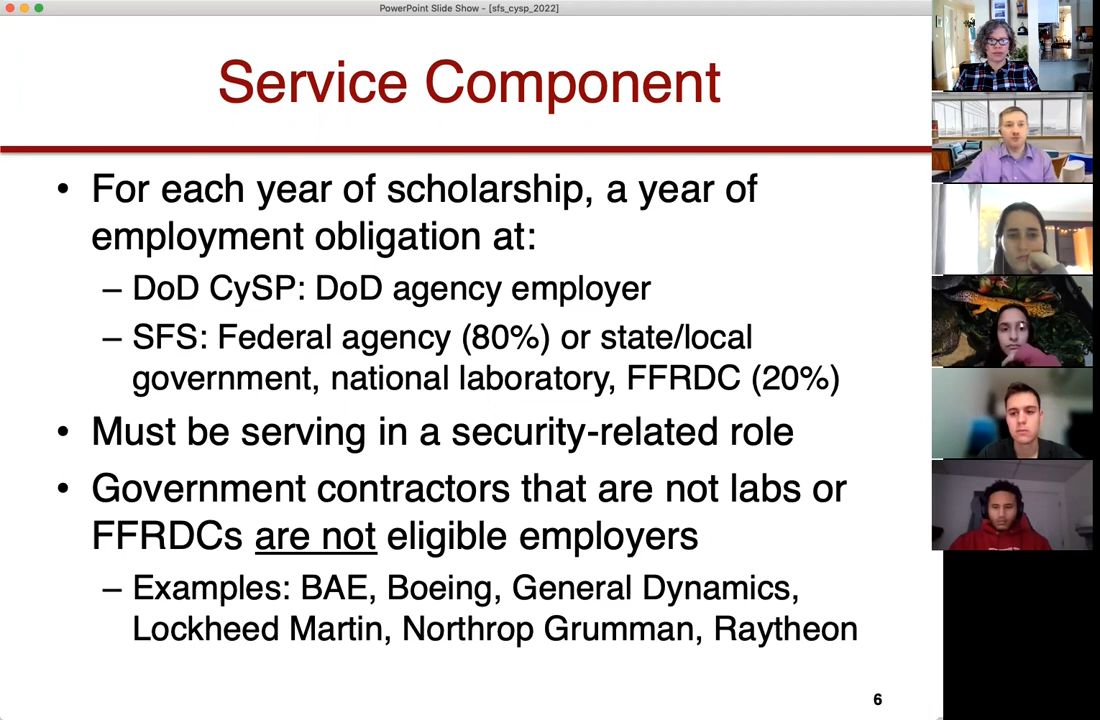 PowerPoint Slide Show - [sfs_cysp_2022]
Service Component
• For each year of scholarship, a year of
employment obligation at:
– DoD CySP: DoD agency employer
– SFS: Federal agency (80%) or state/local
government, national laboratory, FFRDC (20%)
• Must be serving in a security-related role
• Government contractors that are not labs or
FFRDCs are not eligible employers
– Examples: BAE, Boeing, General Dynamics,
Lockheed Martin, Northrop Grumman, Raytheon
6